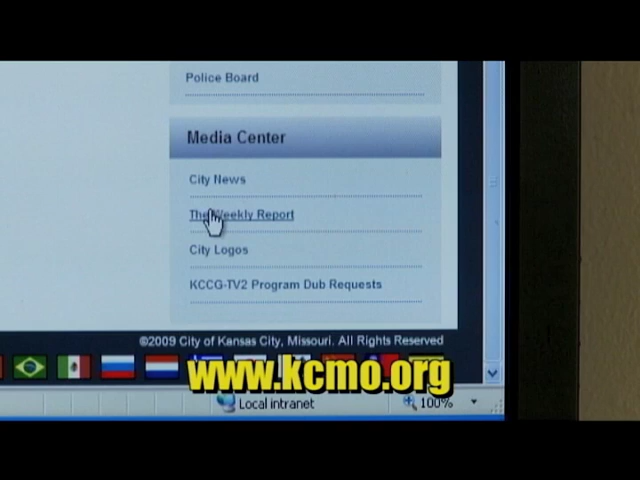 Police Board
Media Center
City News
The Weekly Report
City Logos
KCCG-TV2 Program Dub Requests
©2009 City of Kansas City, Missouri. All Rights Reserved
www.kcmo.org
Local intranet
100%